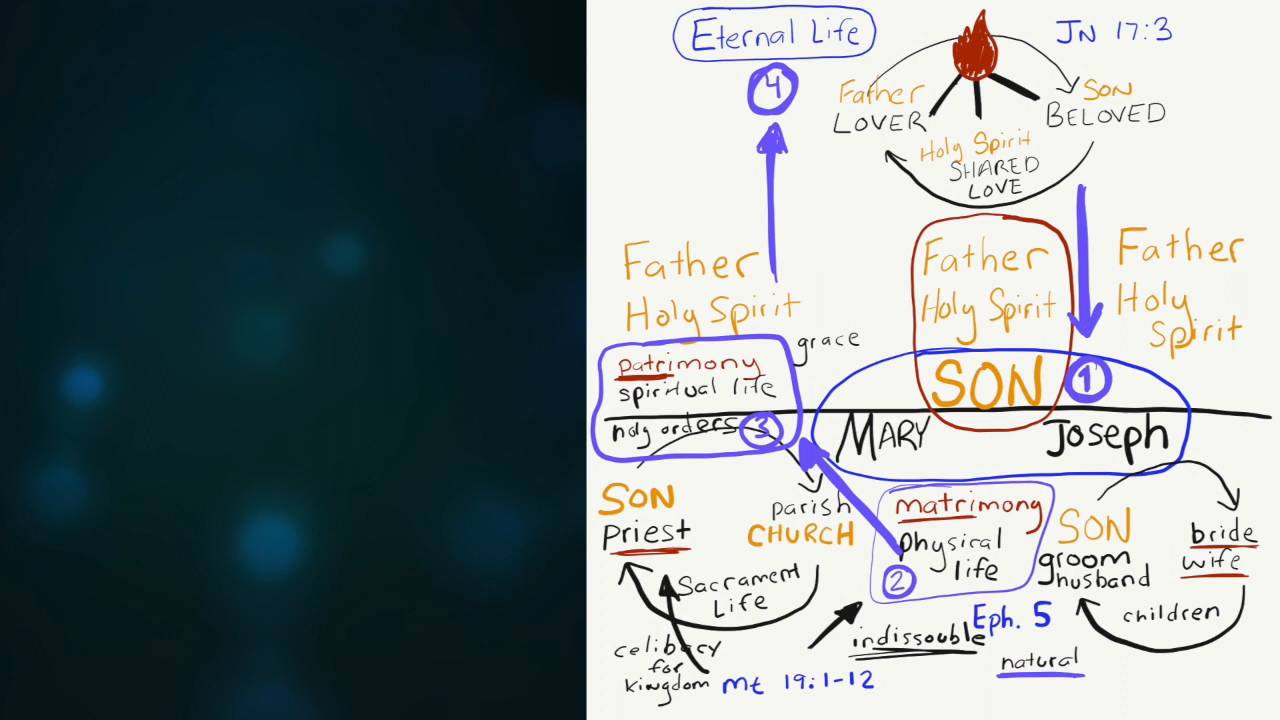 Eternal Life
4
JN 17:3
Father
LOVER
SON
BELOVED
Holy Spirit
SHARED
LOVE
Father
Holy Spirit
grace
patrimony
spiritual life
holy orders 3
Father
Holy Spirit
SON
1
Father
Holy
Spirit
MARY
Joseph
SON
Priest
parish
CHURCH
Sacrament
Life
celibacy
for
kingdom
Mt 19:1-12
matrimony
physical
life
2
indissouble
Eph. 5
natural
SON
groom
husband
bride
wife
children